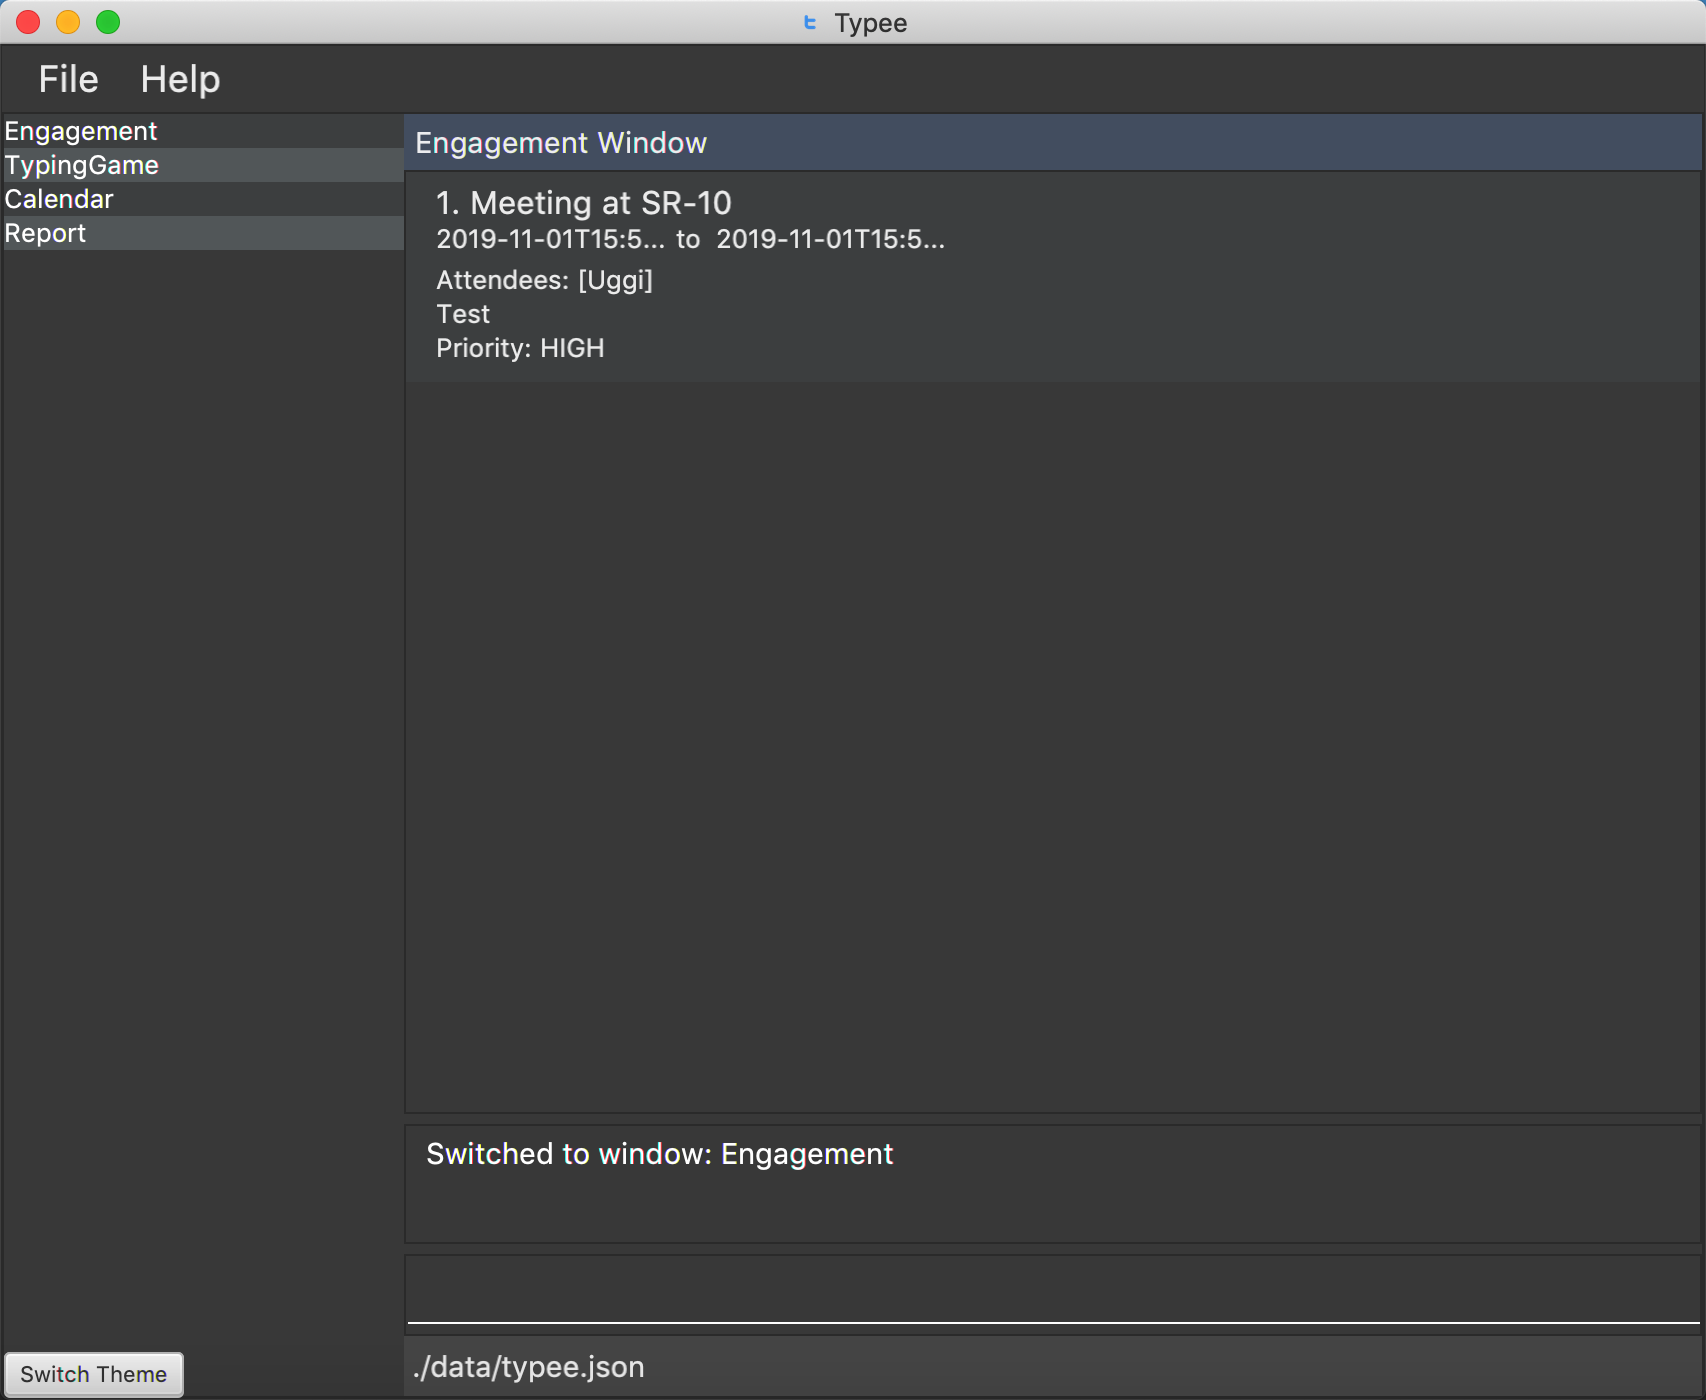 Typee
File Help
Engagement
TypingGame
Calendar
Report
Engagement Window
1. Meeting at SR-10
2019-11-01T15:5... to 2019-11-01T15:5...
Attendees: [Uggi]
Test
Priority: HIGH
Switched to window: Engagement
Switch Theme
./data/typee.json